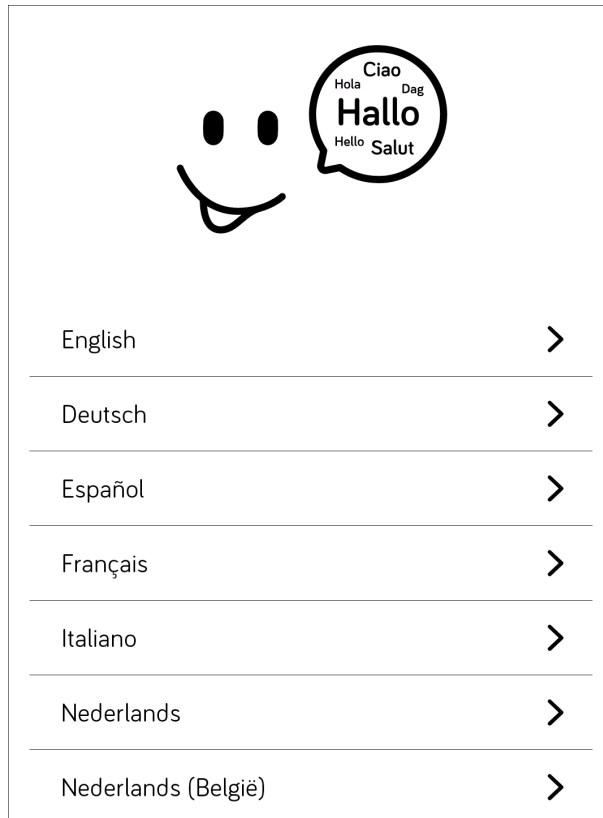 Ciao
Hola
Dag
Hallo
Hello
Salut
English
Deutsch
Español
Français
Italiano
Nederlands
Nederlands (België)